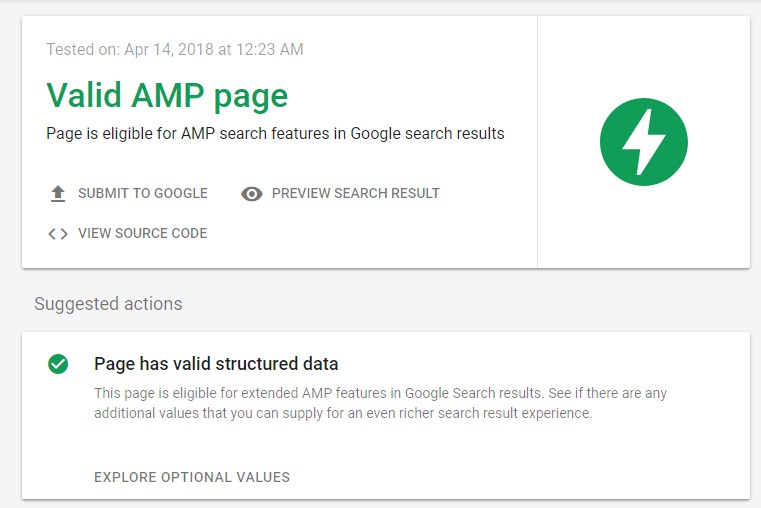 Tested on: Apr 14, 2018 at 12:23 AM
Valid AMP page
Page is eligible for AMP search features in Google search results
SUBMIT TO GOOGLE
PREVIEW SEARCH RESULT
VIEW SOURCE CODE
Suggested actions
Page has valid structured data
This page is eligible for extended AMP features in Google Search results. See if there are any
additional values that you can supply for an even richer search result experience.
EXPLORE OPTIONAL VALUES